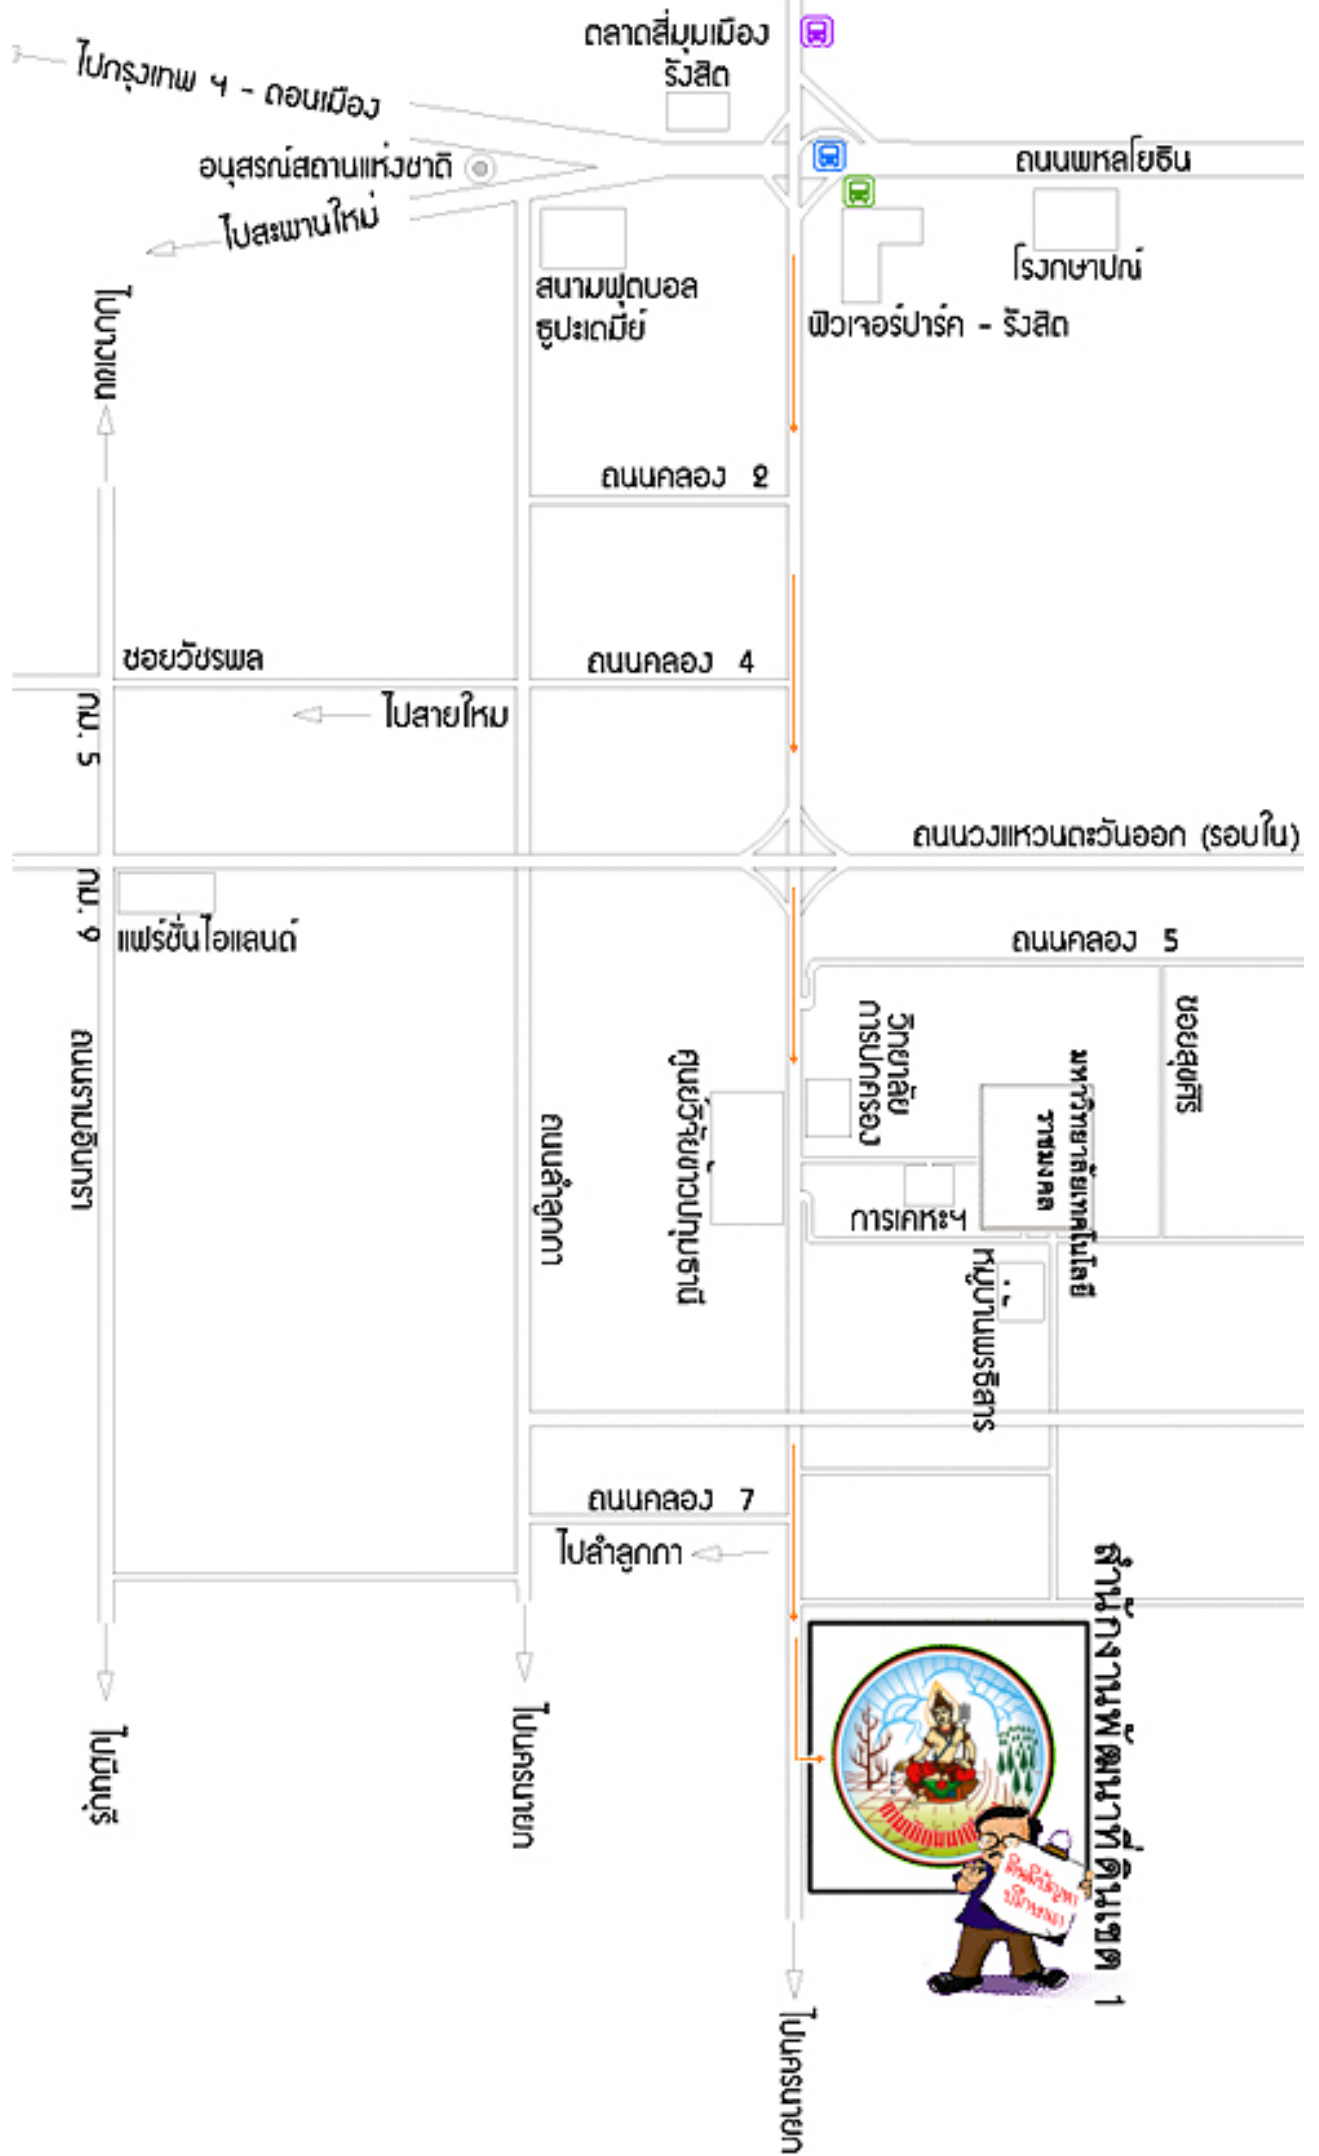 ตลาดสี่มุมเมือง
รังสิต
ไปกรุงเทพ ฯ - ดอนเมือง
อนุสรณ์สถานแห่งชาติ
ถนนพหลโยธิน
ไปสะพานใหม่
โรงกษาปณ์
สนามฟุตบอล
ธูปะเตมีย์
ฟิวเจอร์ปาร์ค - รังสิต
ไปบางเขน
ถนนคลอง 2
ซอยวัชรพล
ถนนคลอง 4
กม. 5
ไปสายไหม
ถนนวงแหวนตะวันออก (รอบใน)
กม. 9
แฟร์ชั่นไอแลนด์
ถนนคลอง 5
ซอยสุขศิริ
วิทยาลัย
การปกครอง
มหาวิทยาลัยเทคโนโลยี
ราชมงคล
ศูนย์วิจัยข้าวปทุมธานี
ถนนรามอินทรา
ถนนลำลูกกา
การเคหะฯ
หมู่บ้านพรธิสาร
ถนนคลอง 7
ไปลำลูกกา
สำนักงานพัฒนาที่ดินเขต 1
กรมพัฒนาที่ดิน
ไปมีนบุรี
ไปนครนายก
ไปนครนายก